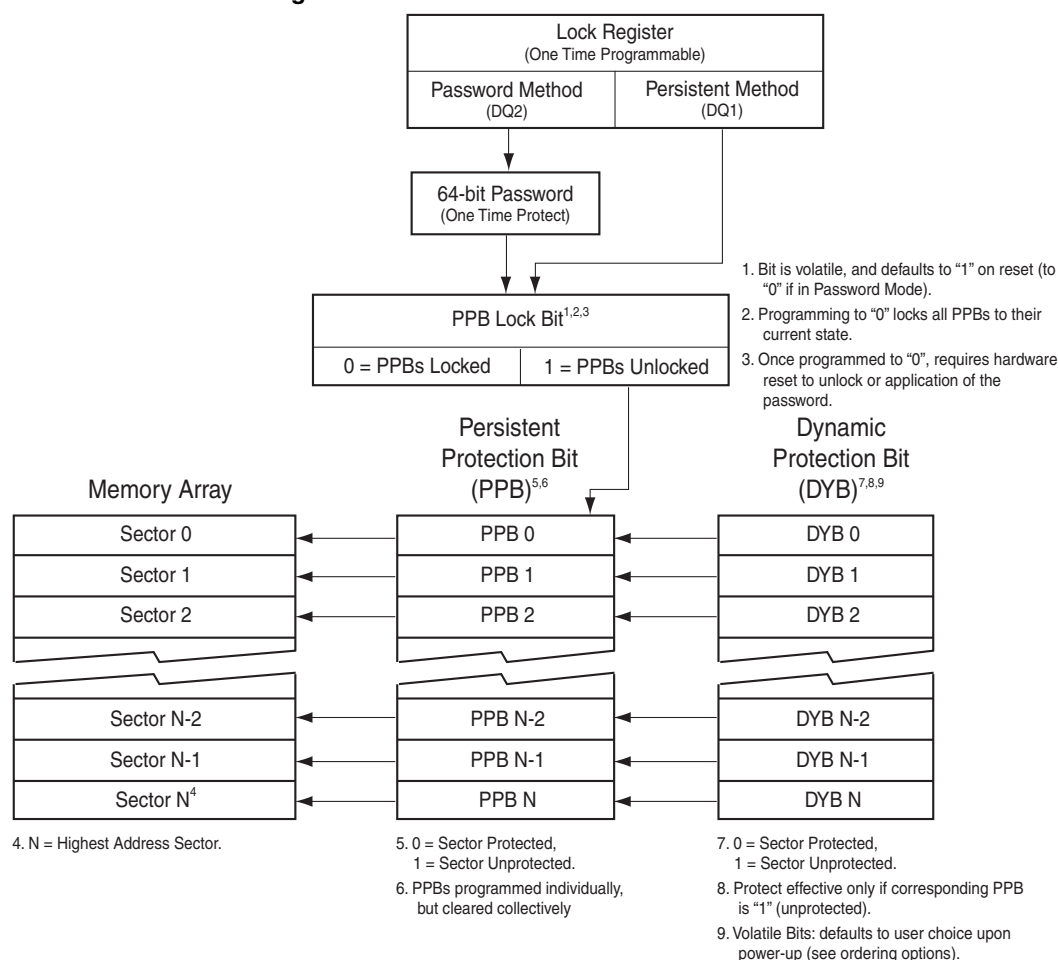 Lock Register
(One Time Programmable)
Password Method
(DQ2)
Persistent Method
(DQ1)
64-bit Password
(One Time Protect)
PPB Lock Bit1,2,3
0 = PPBs Locked
1 = PPBs Unlocked
1. Bit is volatile, and defaults to “1” on reset (to
“0” if in Password Mode).
2. Programming to “0” locks all PPBs to their
current state.
3. Once programmed to “0”, requires hardware
reset to unlock or application of the
password.
Memory Array
Persistent
Protection Bit
(PPB)5,6
Dynamic
Protection Bit
(DYB)7,8,9
Sector 0
PPB 0
DYB 0
Sector 1
PPB 1
DYB 1
Sector 2
PPB 2
DYB 2
Sector N-2
PPB N-2
DYB N-2
Sector N-1
PPB N-1
DYB N-1
Sector N4
PPB N
DYB N
4. N = Highest Address Sector.
5. 0 = Sector Protected,
1 = Sector Unprotected.
6. PPBs programmed individually,
but cleared collectively
7. 0 = Sector Protected,
1 = Sector Unprotected.
8. Protect effective only if corresponding PPB
is “1” (unprotected).
9. Volatile Bits: defaults to user choice upon
power-up (see ordering options).